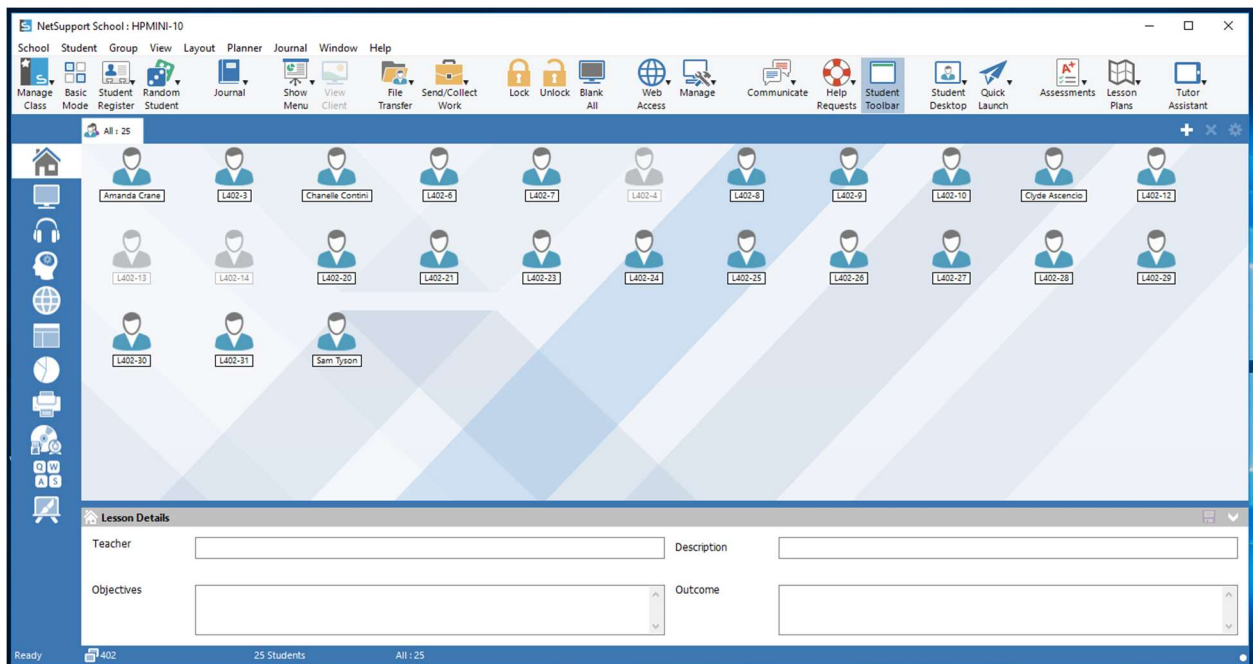 NetSupport School : HPMINI-10
School Student Group View Layout Planner Journal Window Help
Manage Class
Basic Mode
Student Register
Random Student
Journal
Show Menu
View Client
File Transfer
Send/Collect Work
Lock
Unlock
Blank All
Web Access
Manage
Communicate
Help Requests
Student Toolbar
Student Desktop
Quick Launch
A+
Assessments
Lesson Plans
Tutor Assistant
All : 25
Amanda Crane L402-3 Chanelle Contini L402-6 L402-7 L402-4 L402-8 L402-9 L402-10 Clyde Ascencio L402-12
L402-13 L402-14 L402-20 L402-21 L402-23 L402-24 L402-25 L402-26 L402-27 L402-28 L402-29
L402-30 L402-31 Sam Tyson
Q W
A S
Lesson Details
Teacher Description
Objectives Outcome
Ready 402 25 Students All : 25